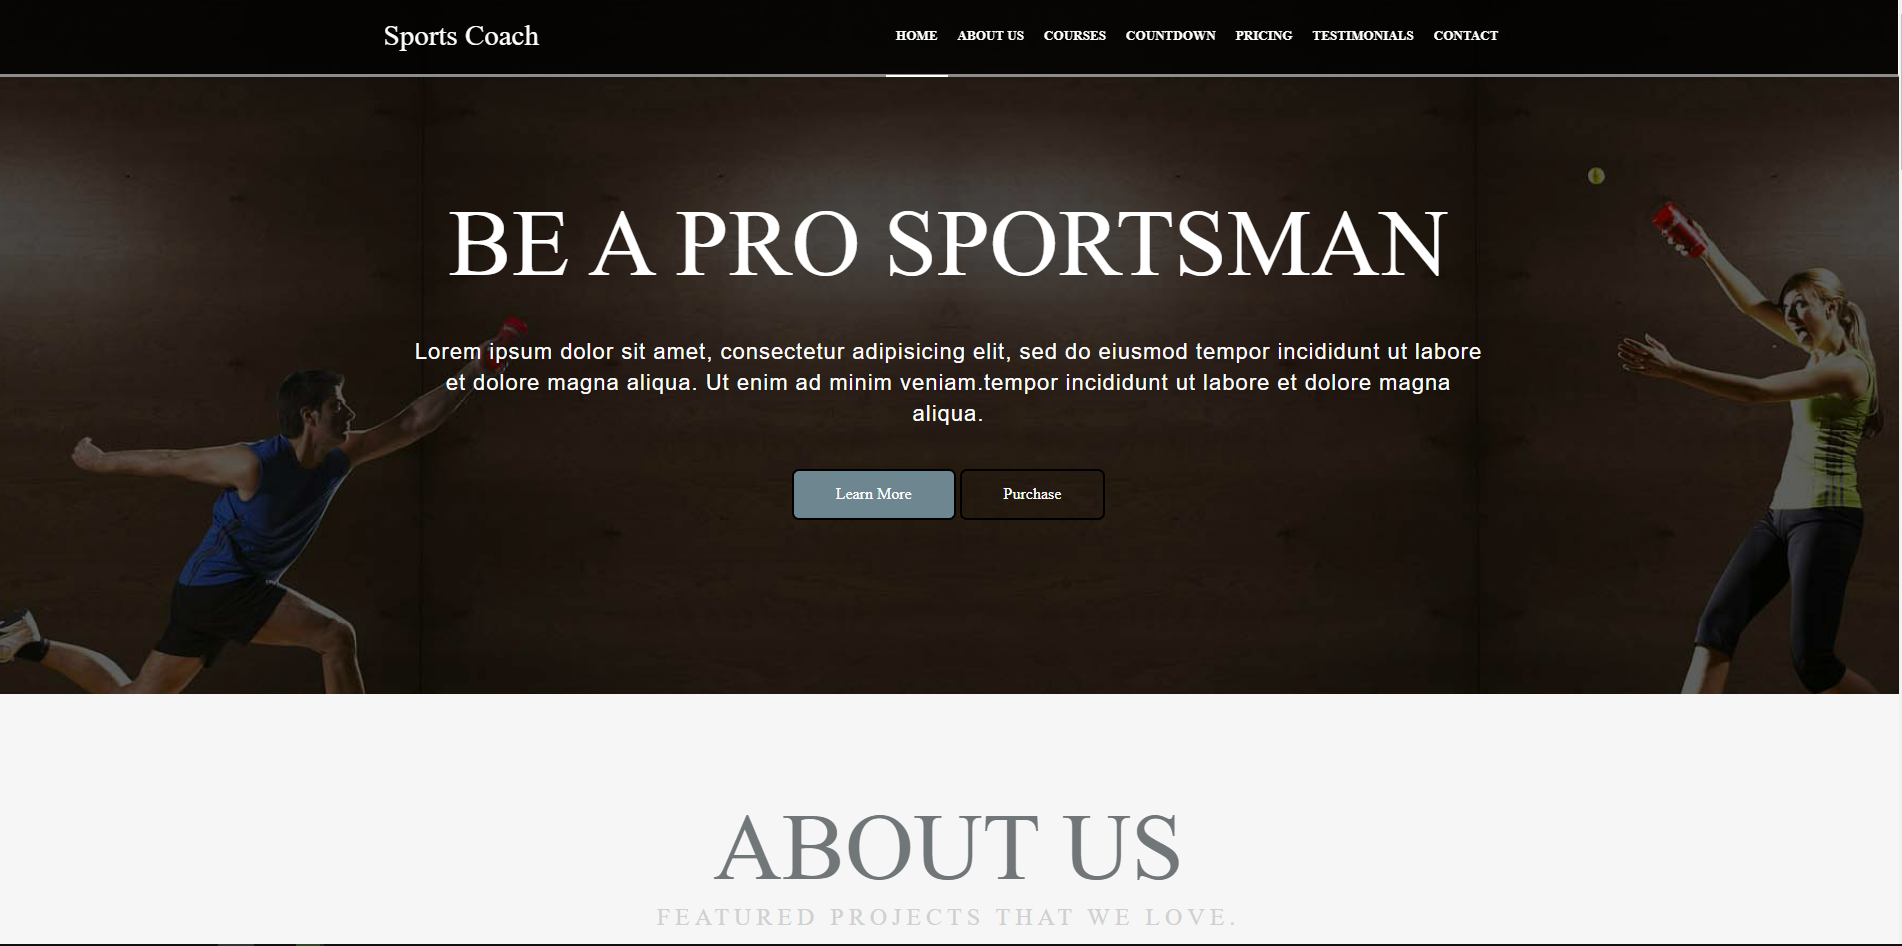 Sports Coach
HOME ABOUT US COURSES COUNTDOWN PRICING TESTIMONIALS CONTACT
BE A PRO SPORTSMAN
Lorem ipsum dolor sit amet, consectetur adipisicing elit, sed do eiusmod tempor incididunt ut labore
et dolore magna aliqua. Ut enim ad minim veniam.tempor incididunt ut labore et dolore magna
aliqua.
Learn More Purchase
ABOUT US
FEATURED PROJECTS THAT WE LOVE.